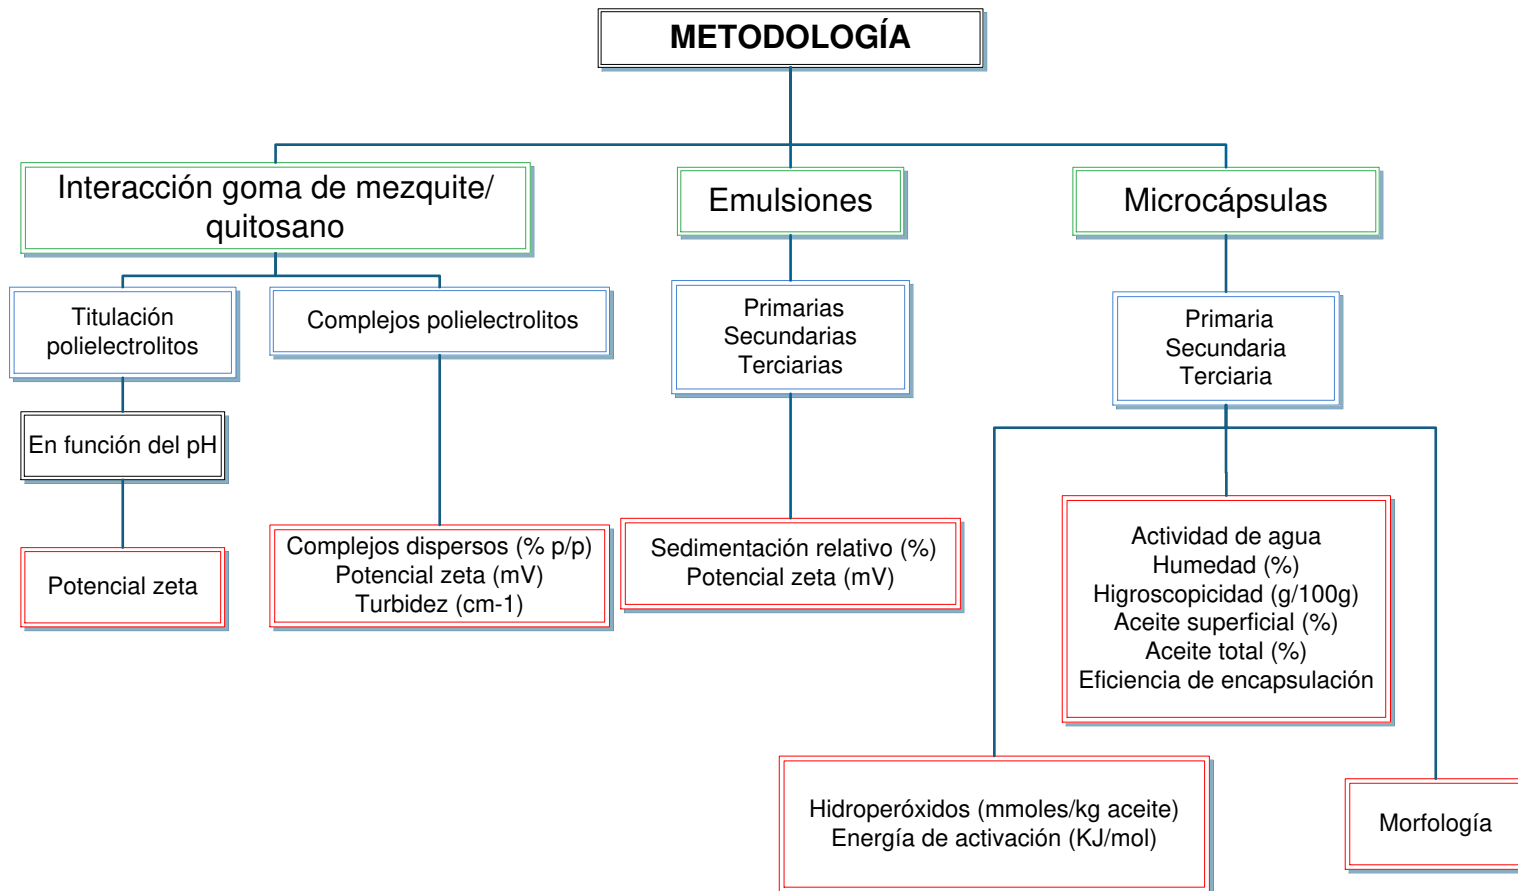 METODOLOGÍA
Interacción goma de mezquite/
quitosano
Emulsiones
Microcápsulas
Titulación
polielectrolitos
Complejos polielectrolitos
Primarias
Secundarias
Terciarias
Primaria
Secundaria
Terciaria
En función del pH
Potencial zeta
Complejos dispersos (% p/p)
Potencial zeta (mV)
Turbidez (cm-1)
Sedimentación relativo (%)
Potencial zeta (mV)
Actividad de agua
Humedad (%)
Higroscopicidad (g/100g)
Aceite superficial (%)
Aceite total (%)
Eficiencia de encapsulación
Hidroperóxidos (mmoles/kg aceite)
Energía de activación (KJ/mol)
Morfología